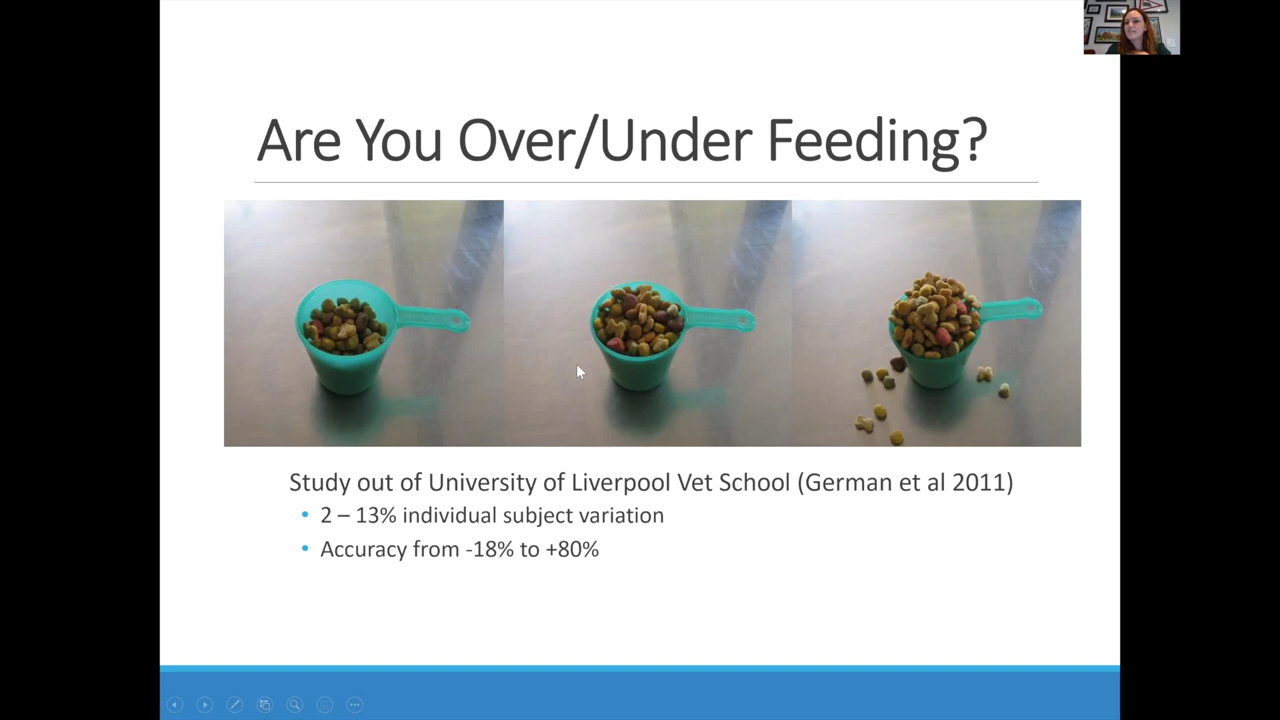 Are You Over/Under Feeding?
Study out of University of Liverpool Vet School (German et al 2011)
• 2 – 13% individual subject variation
• Accuracy from -18% to +80%